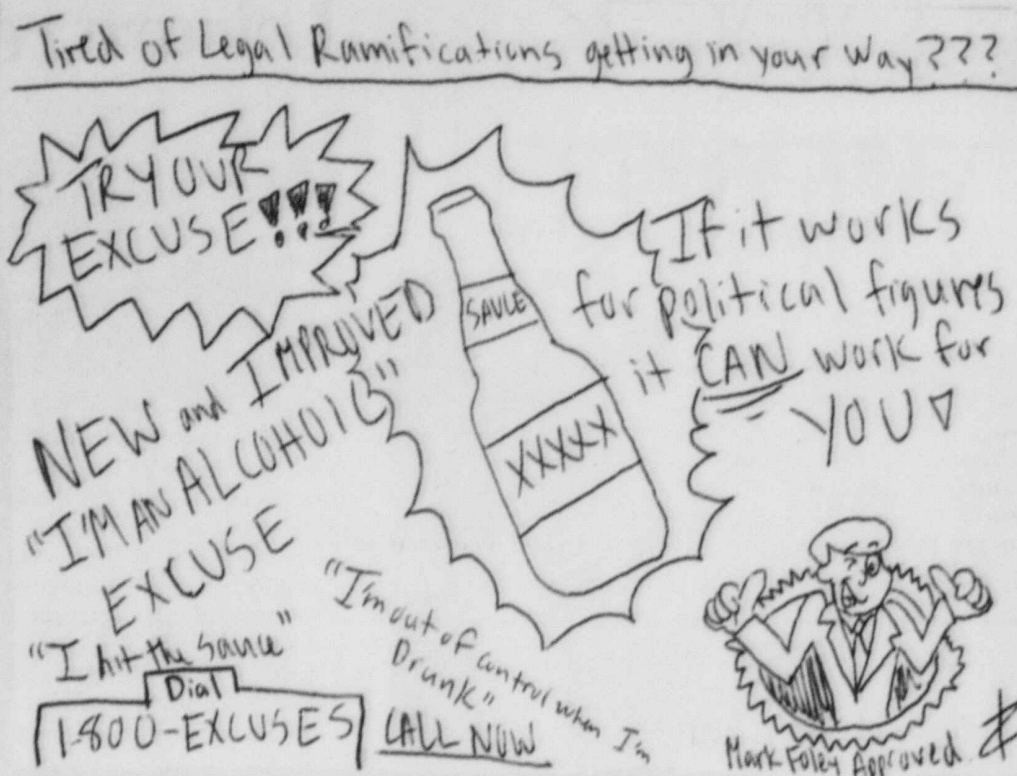 Tired of Legal Ramifications getting in your way???
TRY OUR
EXCUSE!!!
If it works
for political figures
it CAN work for
YOU!
SAUCE
XXXXX
NEW and IMPROVED
"I'M AN ALCOHOLIC"
EXCUSE
"I hit the sauce"
"I'm out of control when I'm
Drunk"
Dial
1-800-EXCUSES
CALL NOW
Mark Foley Approved